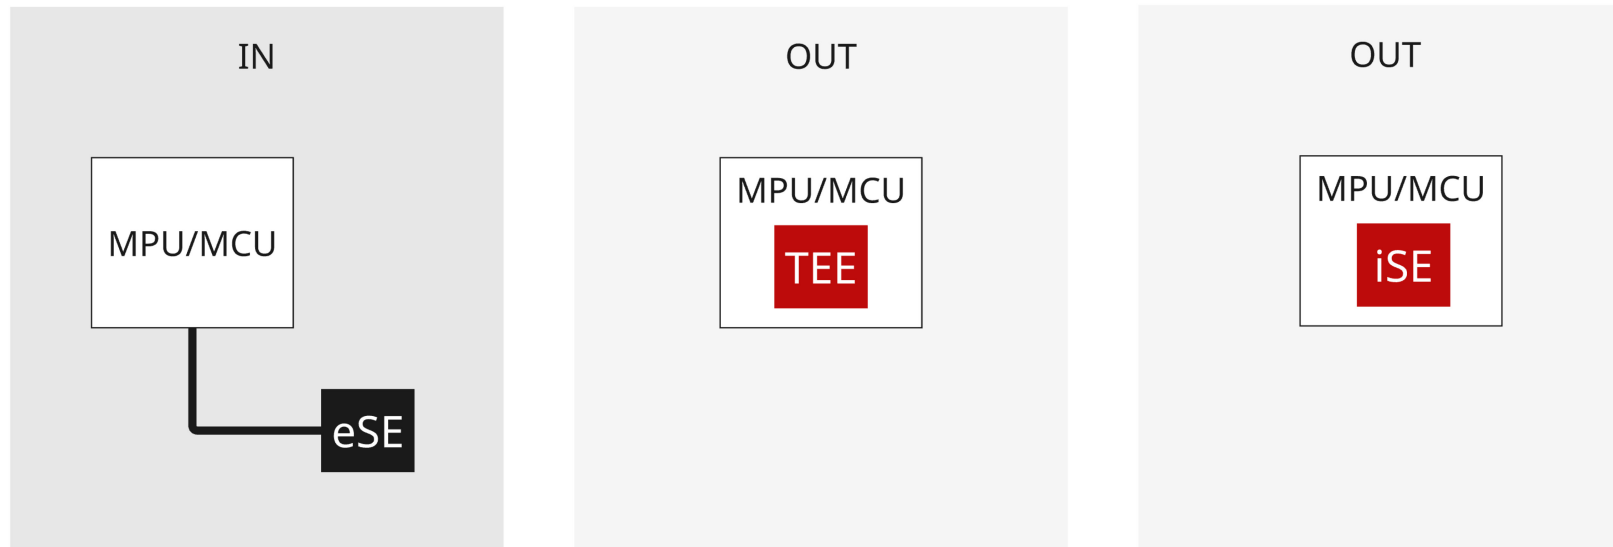 IN
MPU/MCU
eSE
OUT
MPU/MCU
TEE
OUT
MPU/MCU
iSE